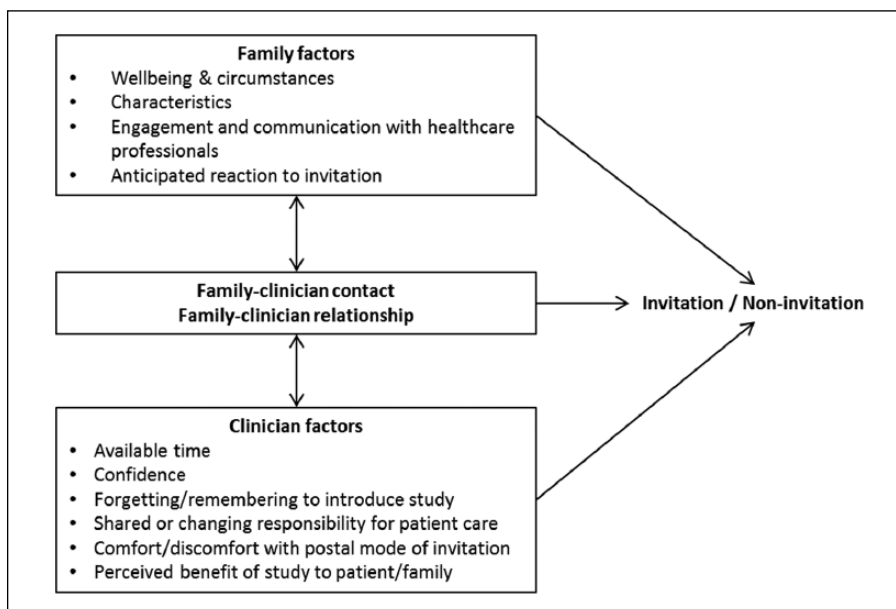 Family factors
• Wellbeing & circumstances
• Characteristics
• Engagement and communication with healthcare
professionals
• Anticipated reaction to invitation
Family-clinician contact
Family-clinician relationship
Invitation / Non-invitation
Clinician factors
• Available time
• Confidence
• Forgetting/remembering to introduce study
• Shared or changing responsibility for patient care
• Comfort/discomfort with postal mode of invitation
• Perceived benefit of study to patient/family